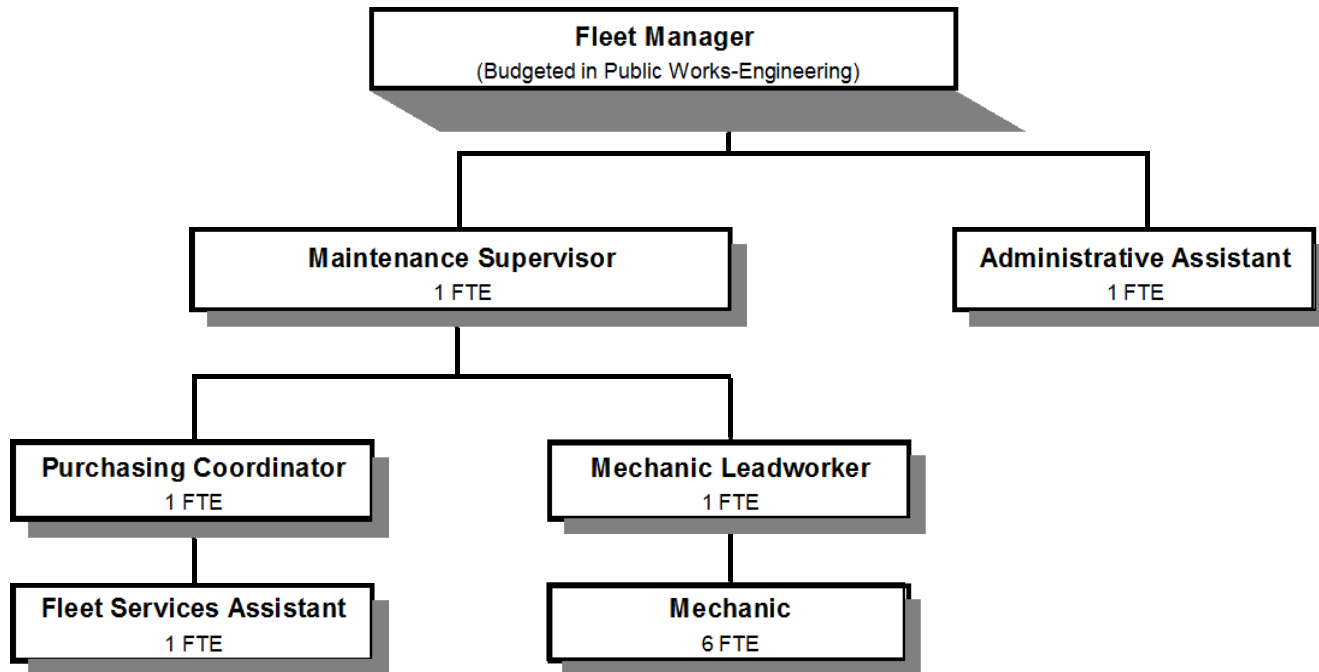 Fleet Manager
(Budgeted in Public Works-Engineering)
Maintenance Supervisor
1 FTE
Administrative Assistant
1 FTE
Purchasing Coordinator
1 FTE
Mechanic Leadworker
1 FTE
Fleet Services Assistant
1 FTE
Mechanic
6 FTE